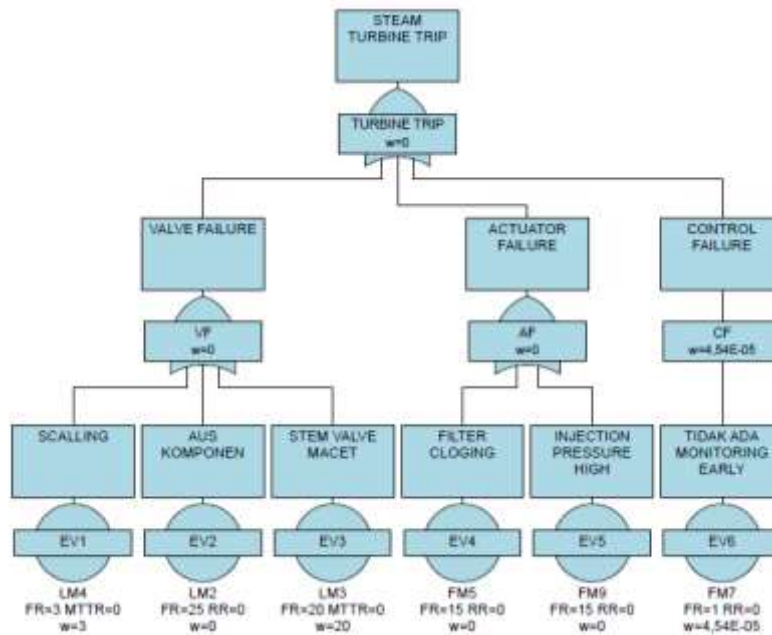 STEAM
TURBINE TRIP
TURBINE TRIP
w=0
VALVE FAILURE
ACTUATOR
FAILURE
CONTROL
FAILURE
VF
w=0
AF
w=0
CF
w=4,54E-05
SCALLING
AUS
KOMPONEN
STEM VALVE
MACET
FILTER
CLOGING
INJECTION
PRESSURE
HIGH
TIDAK ADA
MONITORING
EARLY
EV1
EV2
EV3
EV4
EV5
EV6
LM4
FR=3 MTTR=0
w=3
LM2
FR=25 RR=0
w=0
LM3
FR=20 MTTR=0
w=20
FM5
FR=15 RR=0
w=0
FM9
FR=15 RR=0
w=0
FM7
FR=1 RR=0
w=4,54E-05